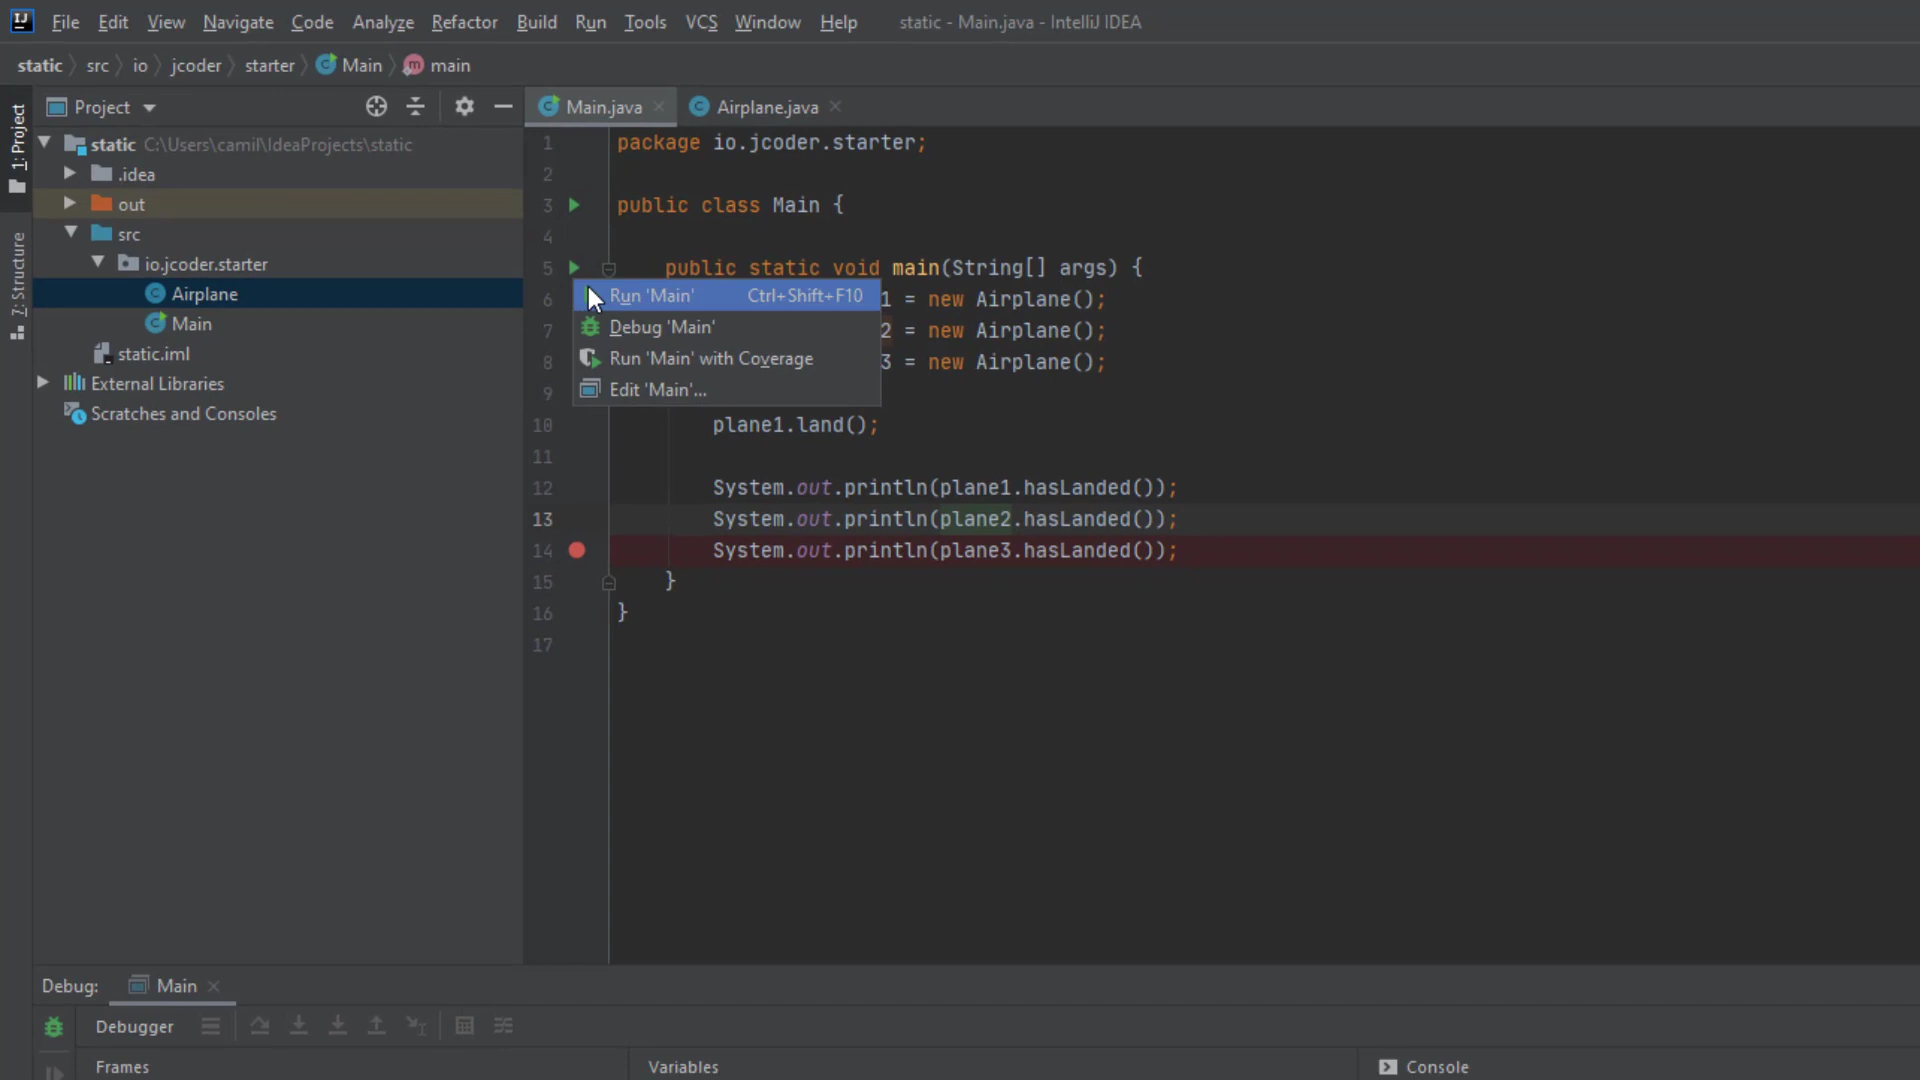 File Edit View Navigate Code Analyze Refactor Build Run Tools VCS Window Help static - Main.java - IntelliJ IDEA
static src io jcoder starter Main main
Project
Main.java Airplane.java
1: Project
7: Structure
static C:\Users\camil\IdeaProjects\static
.idea
out
src
io.jcoder.starter
Airplane
Main
static.iml
External Libraries
Scratches and Consoles
1 package io.jcoder.starter;
2
3 public class Main {
4
5 public static void main(String[] args) {
6 1 = new Airplane();
7 2 = new Airplane();
8 3 = new Airplane();
9
10 plane1.land();
11
12 System.out.println(plane1.hasLanded());
13 System.out.println(plane2.hasLanded());
14 System.out.println(plane3.hasLanded());
15 }
16 }
17
Run 'Main' Ctrl+Shift+F10
Debug 'Main'
Run 'Main' with Coverage
Edit 'Main'...
Debug: Main
Debugger
Frames Variables Console